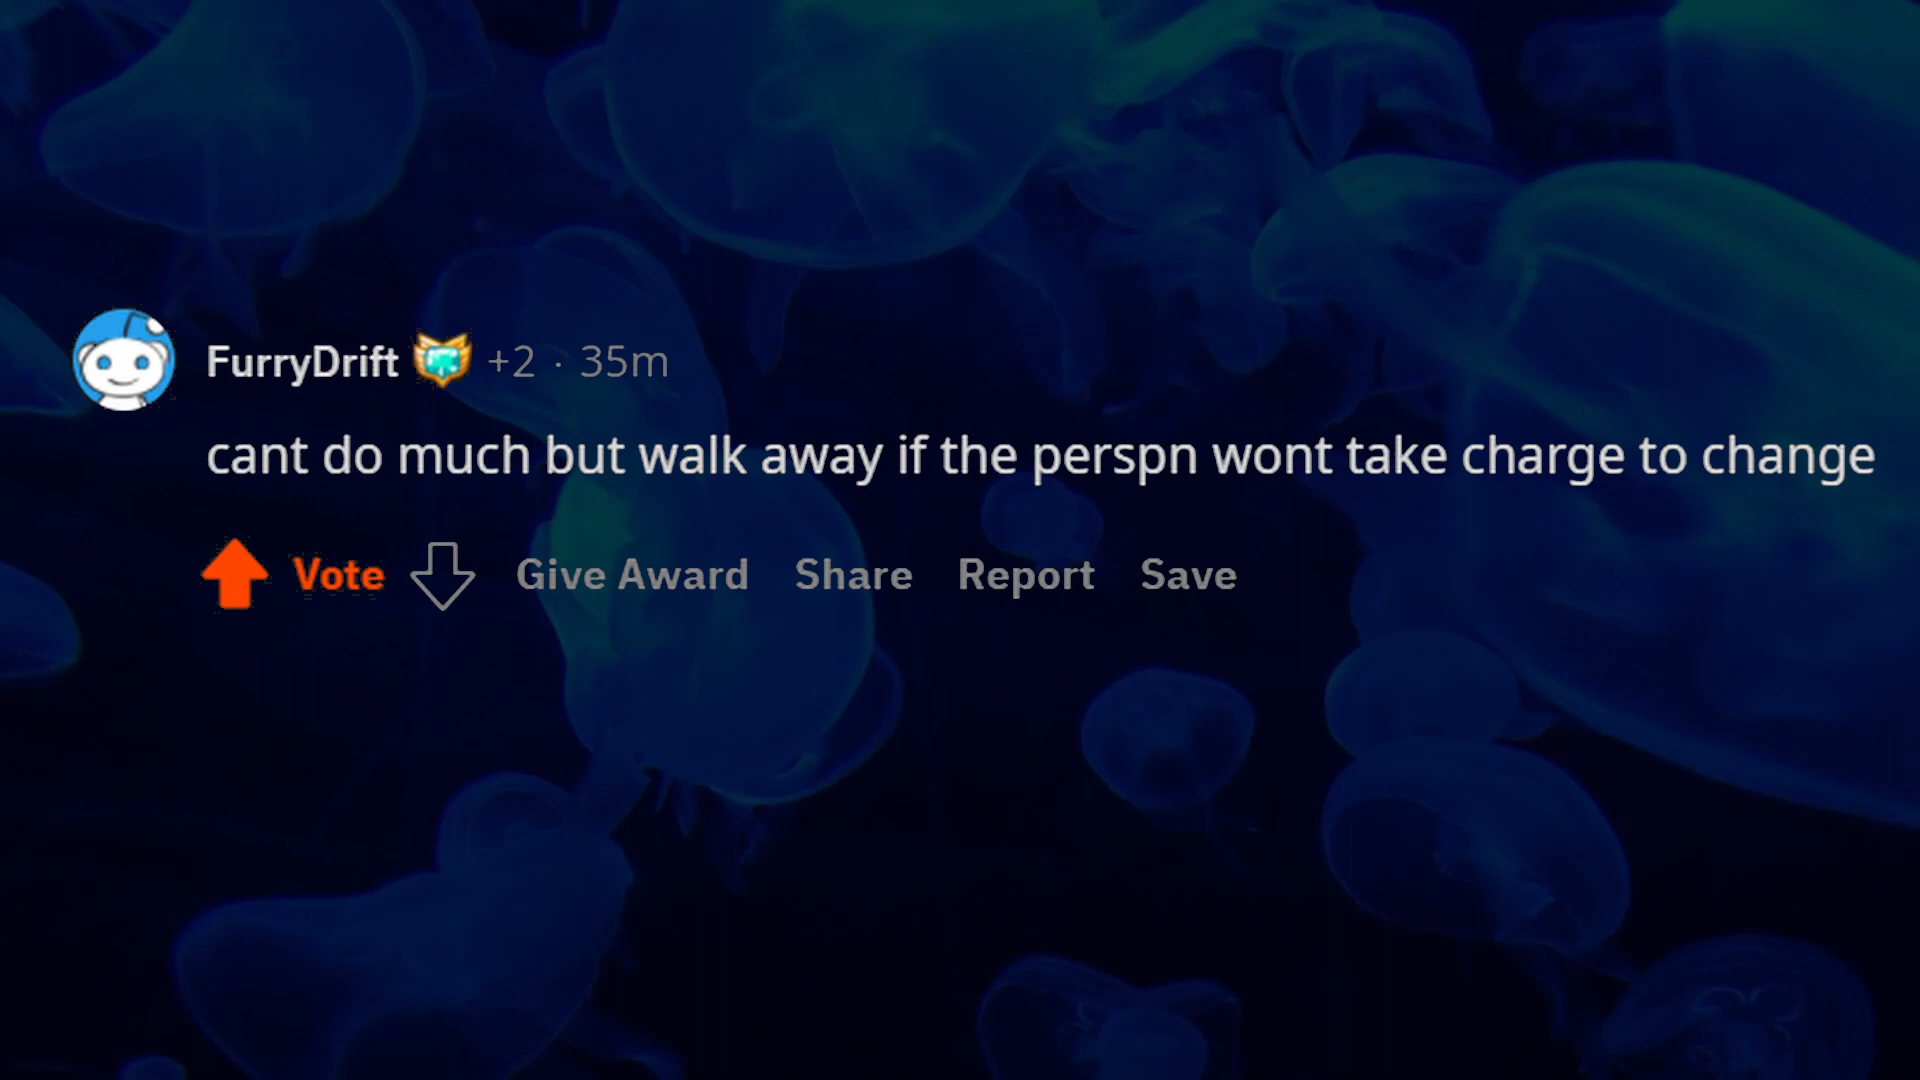 FurryDrift +2 · 35m
cant do much but walk away if the perspn wont take charge to change
Vote Give Award Share Report Save